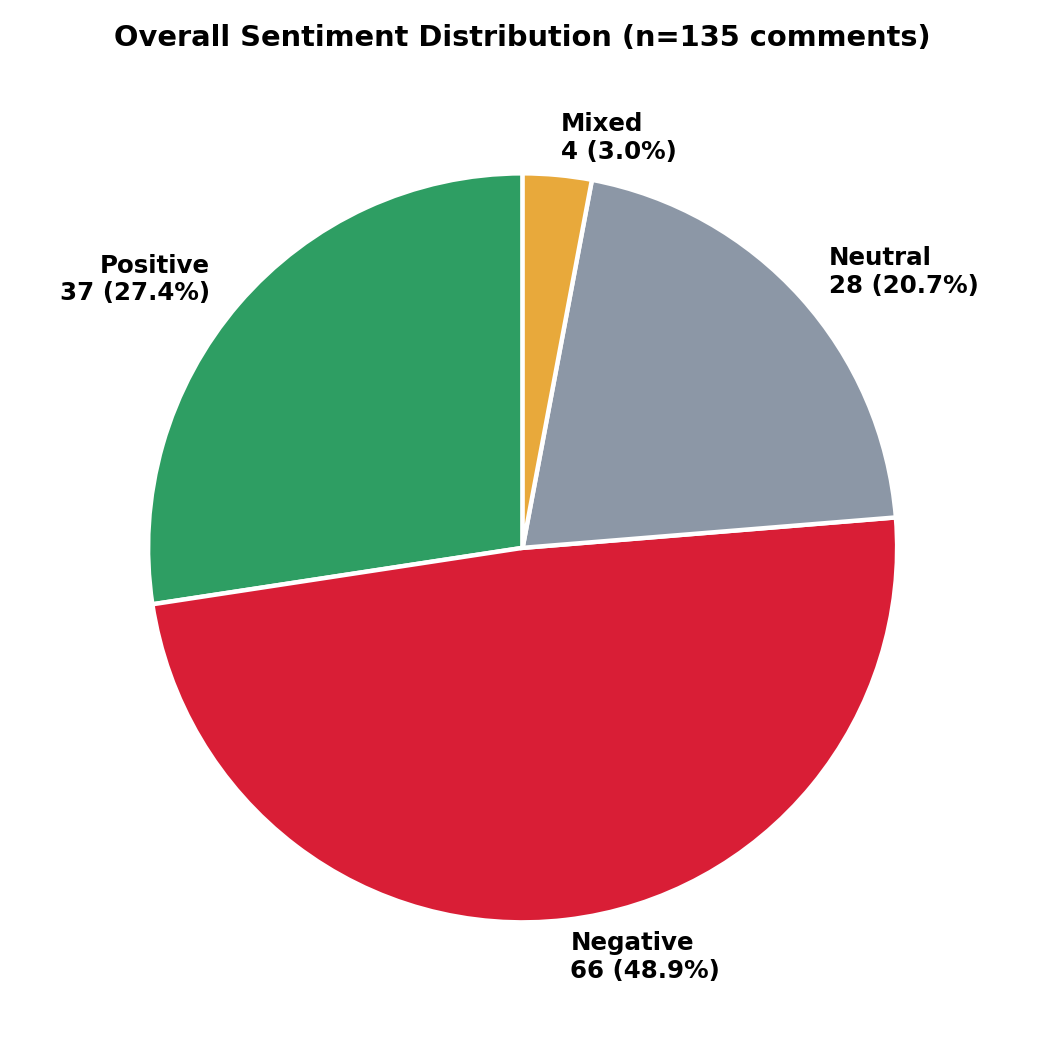 Overall Sentiment Distribution (n=135 comments)
Mixed
4 (3.0%)
Neutral
28 (20.7%)
Positive
37 (27.4%)
Negative
66 (48.9%)